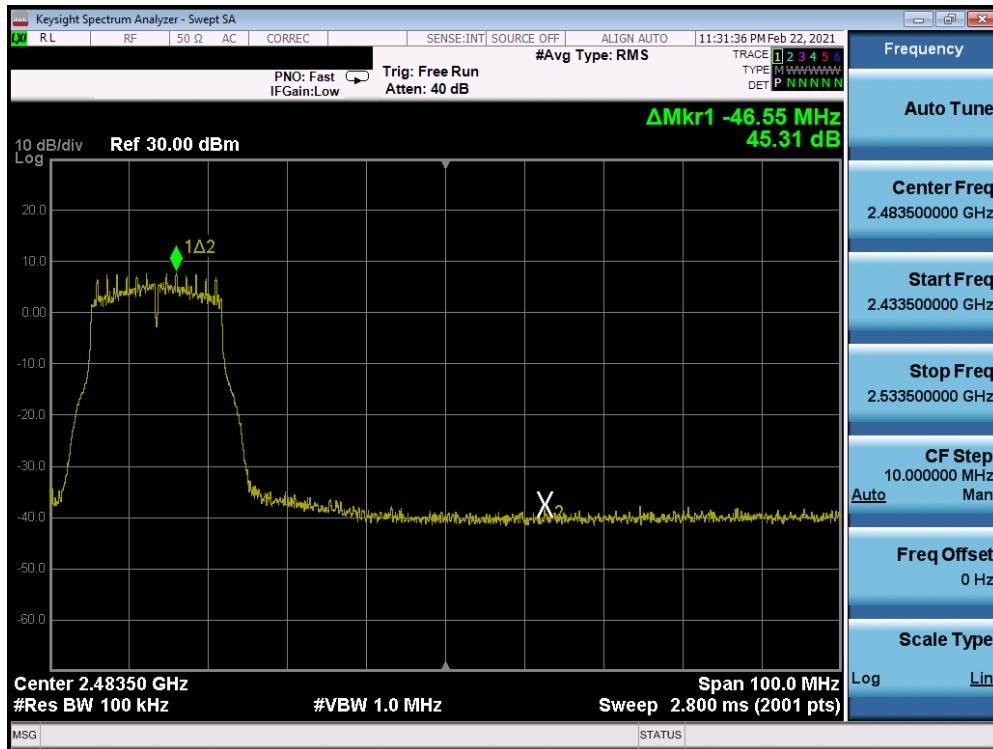 Keysight Spectrum Analyzer - Swept SA
LXI RL RF 50 Ω AC CORREC SENSE:INT SOURCE OFF ALIGN AUTO 11:31:36 PM Feb 22, 2021
PNO: Fast
IFGain:Low
Trig: Free Run
Atten: 40 dB
#Avg Type: RMS
TRACE 1 2 3 4 5 6
TYPE M WWWWW
DET P N N N N N
ΔMkr1 -46.55 MHz
45.31 dB
10 dB/div Ref 30.00 dBm
Log
20.0
10.0
0.00
-10.0
-20.0
-30.0
-40.0
-50.0
-60.0
1Δ2
X2
Center 2.48350 GHz Span 100.0 MHz
#Res BW 100 kHz #VBW 1.0 MHz Sweep 2.800 ms (2001 pts)
MSG STATUS
Frequency
Auto Tune
Center Freq
2.483500000 GHz
Start Freq
2.433500000 GHz
Stop Freq
2.533500000 GHz
CF Step
10.000000 MHz
Auto Man
Freq Offset
0 Hz
Scale Type
Log Lin